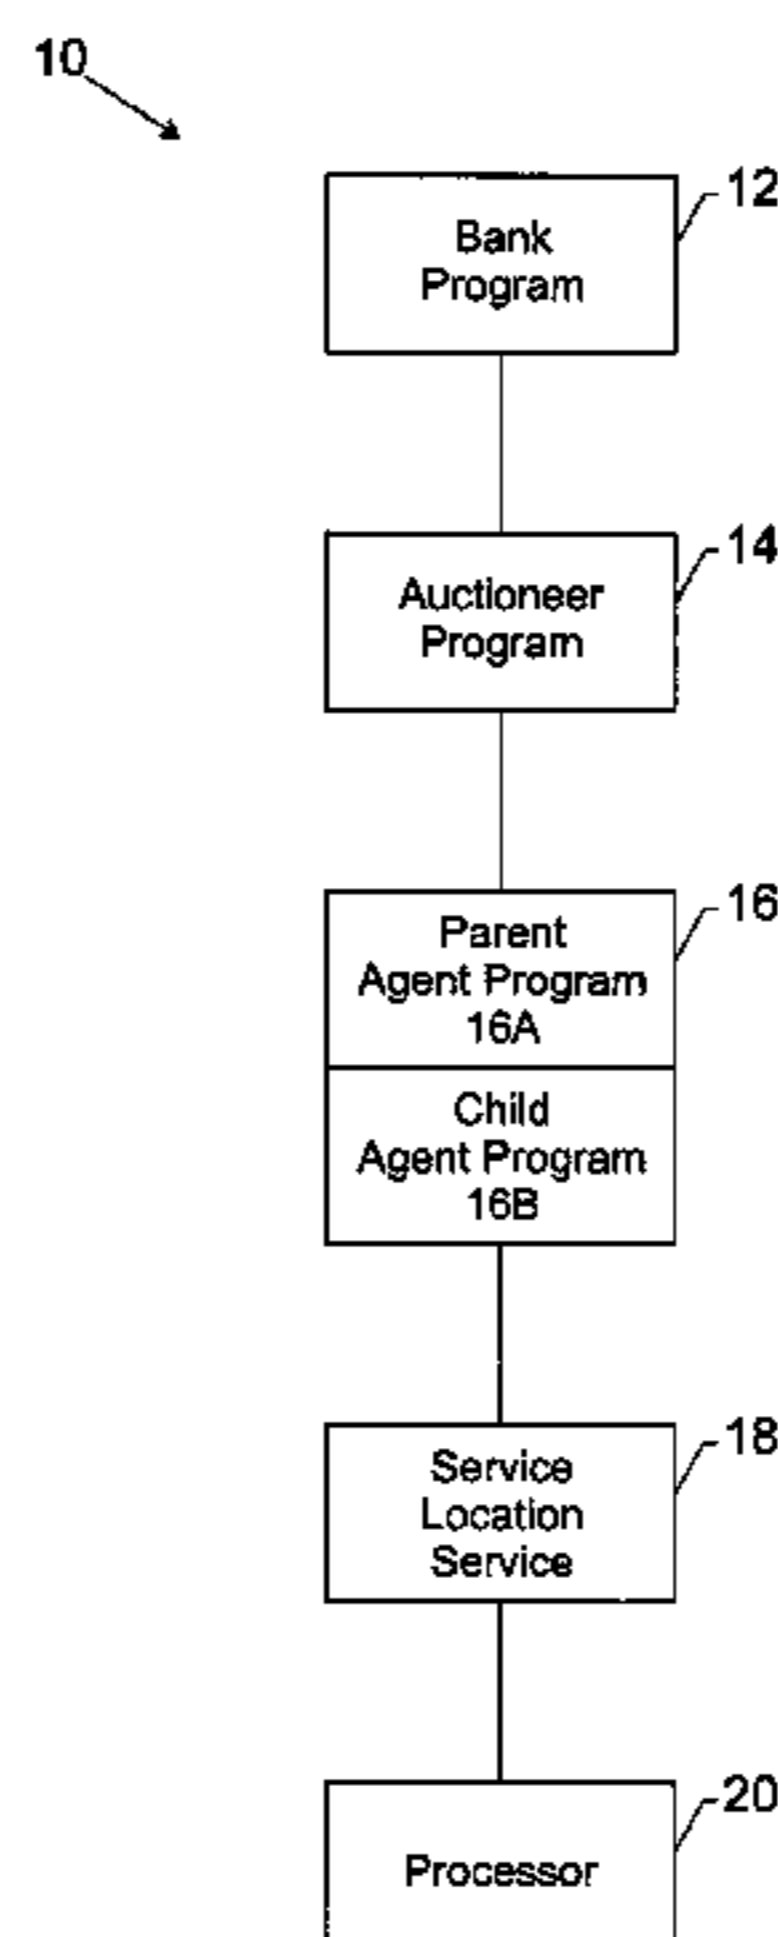 10
12
Bank
Program
14
Auctioneer
Program
16
Parent
Agent Program
16A
Child
Agent Program
16B
18
Service
Location
Service
20
Processor